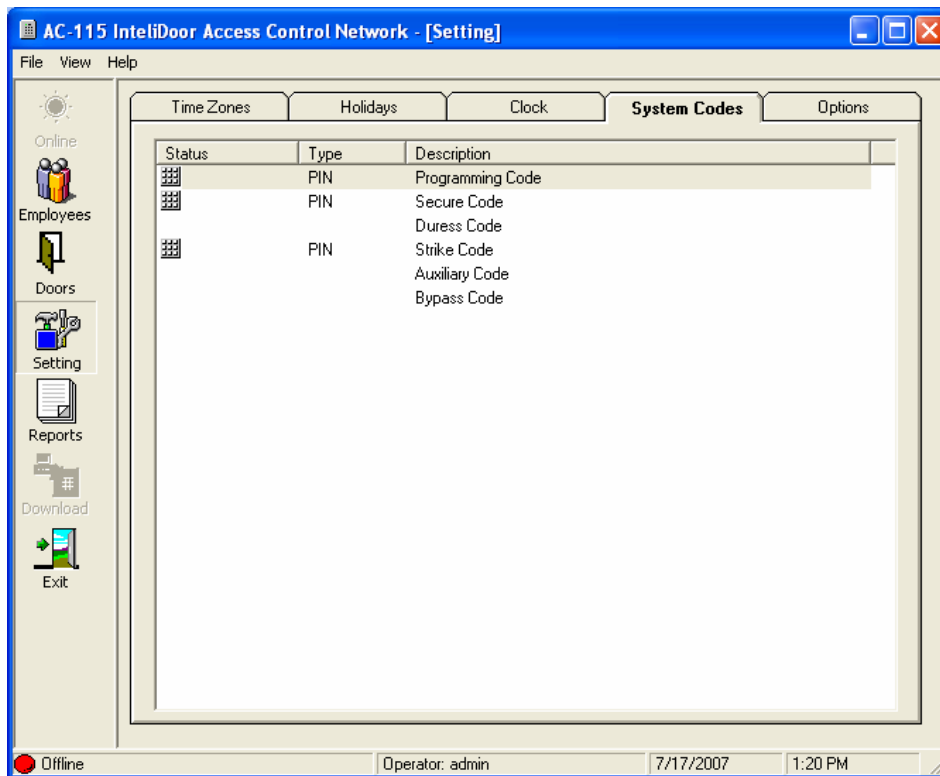 AC-115 InteliDoor Access Control Network - [Setting]
File View Help
Time Zones Holidays Clock System Codes Options
Online
Employees
Doors
Setting
Reports
Download
Exit
Status Type Description
PIN Programming Code
PIN Secure Code
Duress Code
PIN Strike Code
Auxiliary Code
Bypass Code
Offline Operator: admin 7/17/2007 1:20 PM